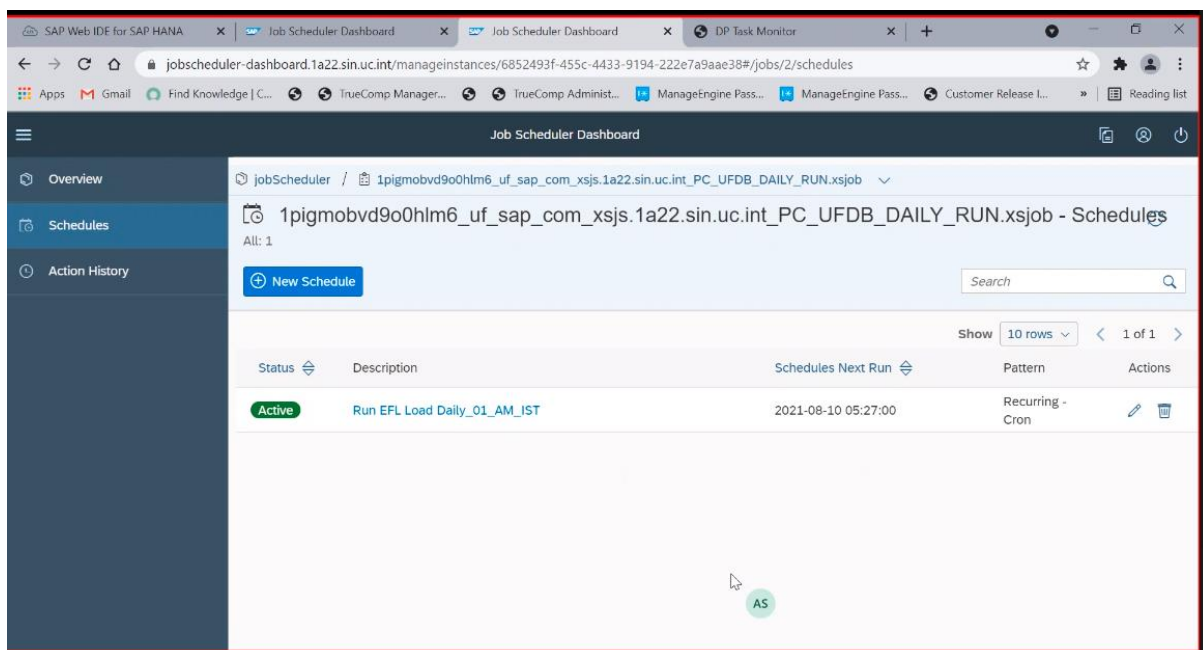 SAP Web IDE for SAP HANA
Job Scheduler Dashboard
Job Scheduler Dashboard
DP Task Monitor
jobscheduler-dashboard.1a22.sin.uc.int/manageinstances/6852493f-455c-4433-9194-222e7a9aae38#/jobs/2/schedules
Apps
Gmail
Find Knowledge | C...
TrueComp Manager...
TrueComp Administ...
ManageEngine Pass...
ManageEngine Pass...
Customer Release I...
»
Reading list
Job Scheduler Dashboard
Overview
Schedules
Action History
jobScheduler / 1pigmobvd9o0hlm6_uf_sap_com_xsjs.1a22.sin.uc.int_PC_UFDB_DAILY_RUN.xsjob
1pigmobvd9o0hlm6_uf_sap_com_xsjs.1a22.sin.uc.int_PC_UFDB_DAILY_RUN.xsjob - Schedules
All: 1
New Schedule
Search
Show 10 rows 1 of 1
Status Description Schedules Next Run Pattern Actions
Active Run EFL Load Daily_01_AM_IST 2021-08-10 05:27:00 Recurring -
Cron
AS